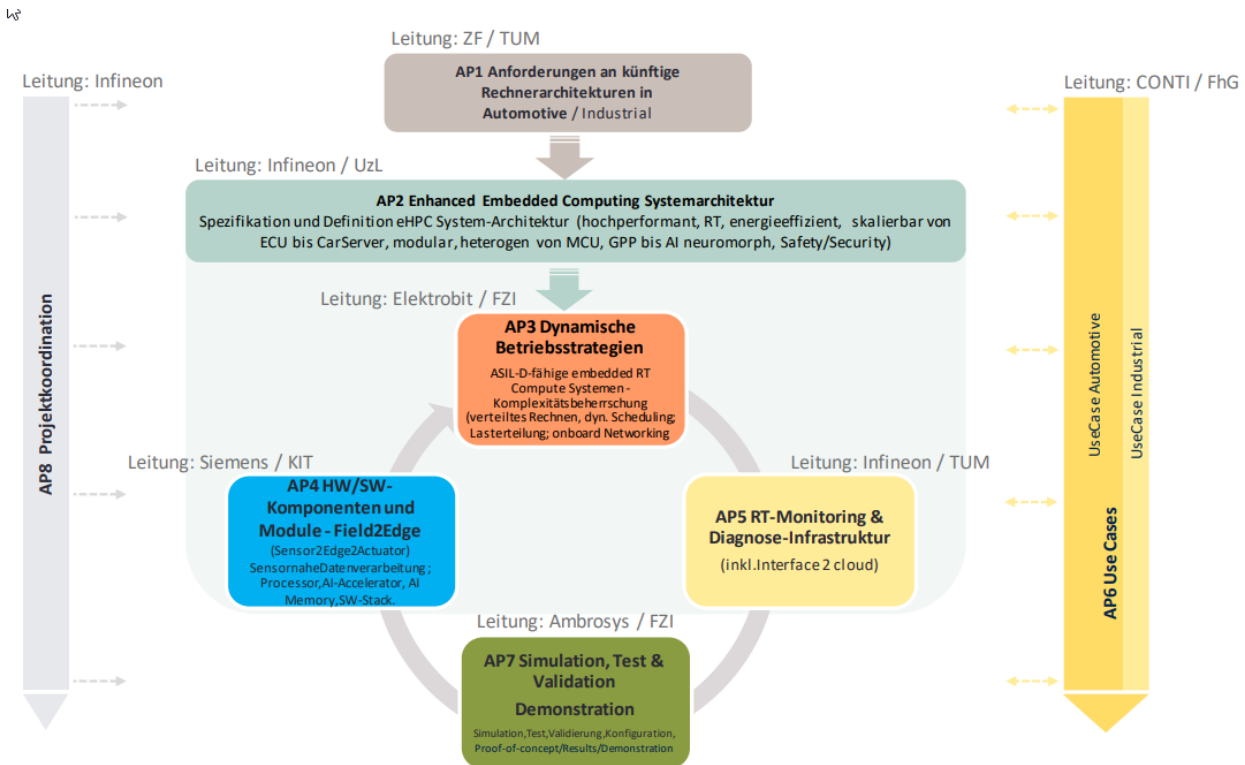 Leitung: ZF / TUM
AP1 Anforderungen an künftige
Rechnerarchitekturen in
Automotive / Industrial
Leitung: Infineon
AP8 Projektkoordination
Leitung: CONTI / FhG
UseCase Automotive
UseCase Industrial
AP6 Use Cases
Leitung: Infineon / UzL
AP2 Enhanced Embedded Computing Systemarchitektur
Spezifikation und Definition eHPC System-Architektur (hochperformant, RT, energieeffizient, skalierbar von
ECU bis CarServer, modular, heterogen von MCU, GPP bis AI neuromorph, Safety/Security)
Leitung: Elektrobit / FZI
AP3 Dynamische
Betriebsstrategien
ASIL-D-fähige embedded RT
Compute Systemen -
Komplexitätsbeherrschung
(verteiltes Rechnen, dyn. Scheduling;
Lasterteilung; onboard Networking
Leitung: Siemens / KIT
AP4 HW/SW-
Komponenten und
Module - Field2Edge
(Sensor2Edge2Actuator)
SensornaheDatenverarbeitung;
Processor,AI-Accelerator, AI
Memory,SW-Stack.
Leitung: Infineon / TUM
AP5 RT-Monitoring &
Diagnose-Infrastruktur
(inkl.Interface 2 cloud)
Leitung: Ambrosys / FZI
AP7 Simulation, Test &
Validation
Demonstration
Simulation,Test,Validierung,Konfiguration,
Proof-of-concept/Results/Demonstration